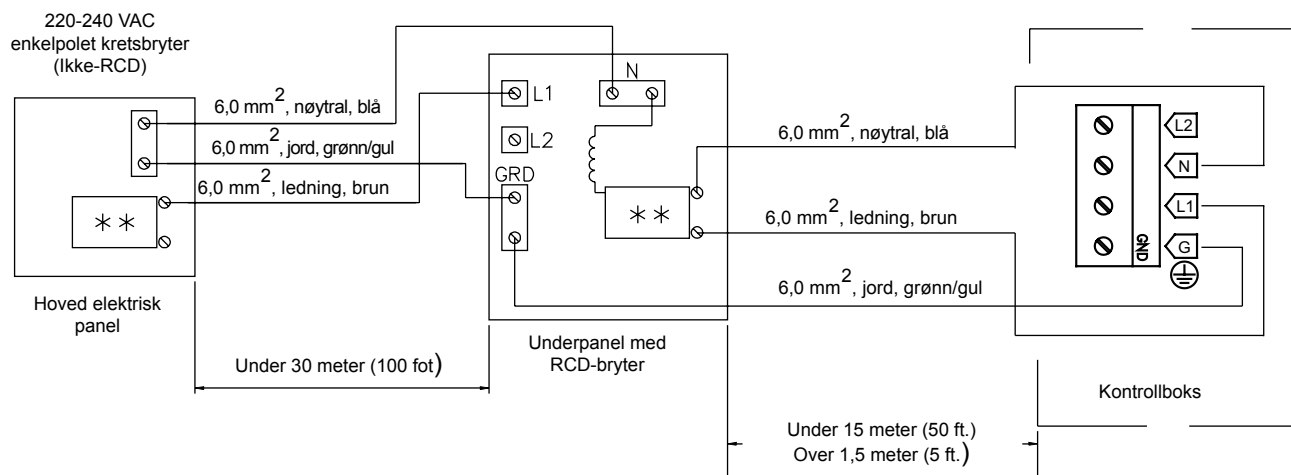 220-240 VAC
enkelpolet kretsbryter
(Ikke-RCD)
6,0 mm², nøytral, blå
6,0 mm², jord, grønn/gul
6,0 mm², ledning, brun
**
Hoved elektrisk
panel
Under 30 meter (100 fot)
N
L1
L2
GRD
**
Underpanel med
RCD-bryter
6,0 mm², nøytral, blå
6,0 mm², ledning, brun
6,0 mm², jord, grønn/gul
Under 15 meter (50 ft.)
Over 1,5 meter (5 ft.)
L2
N
L1
G
GND
Kontrollboks